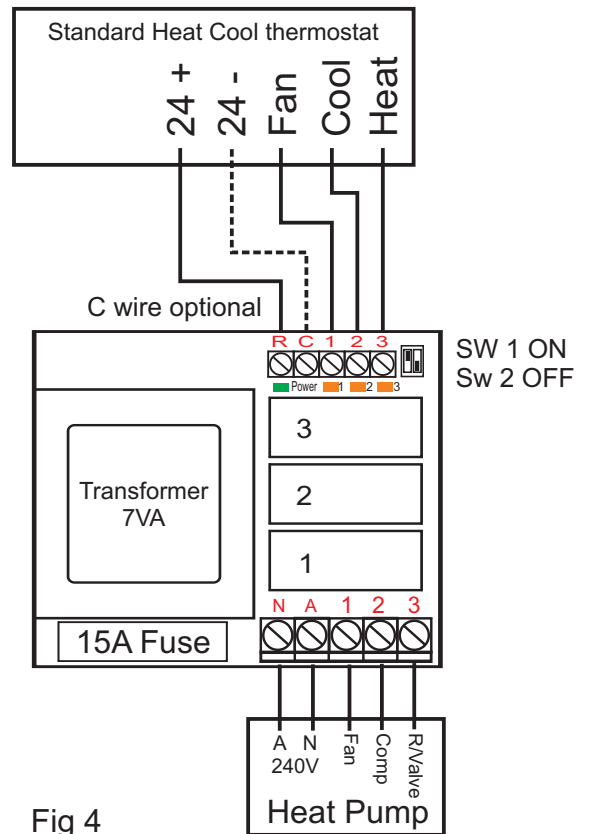 Standard Heat Cool thermostat
24 +
24 -
Fan
Cool
Heat
C wire optional
R C 1 2 3
SW 1 ON
Sw 2 OFF
Power 1 2 3
3
2
1
Transformer
7VA
N A 1 2 3
15A Fuse
A N Fan Comp R/Valve
240V
Heat Pump
Fig 4